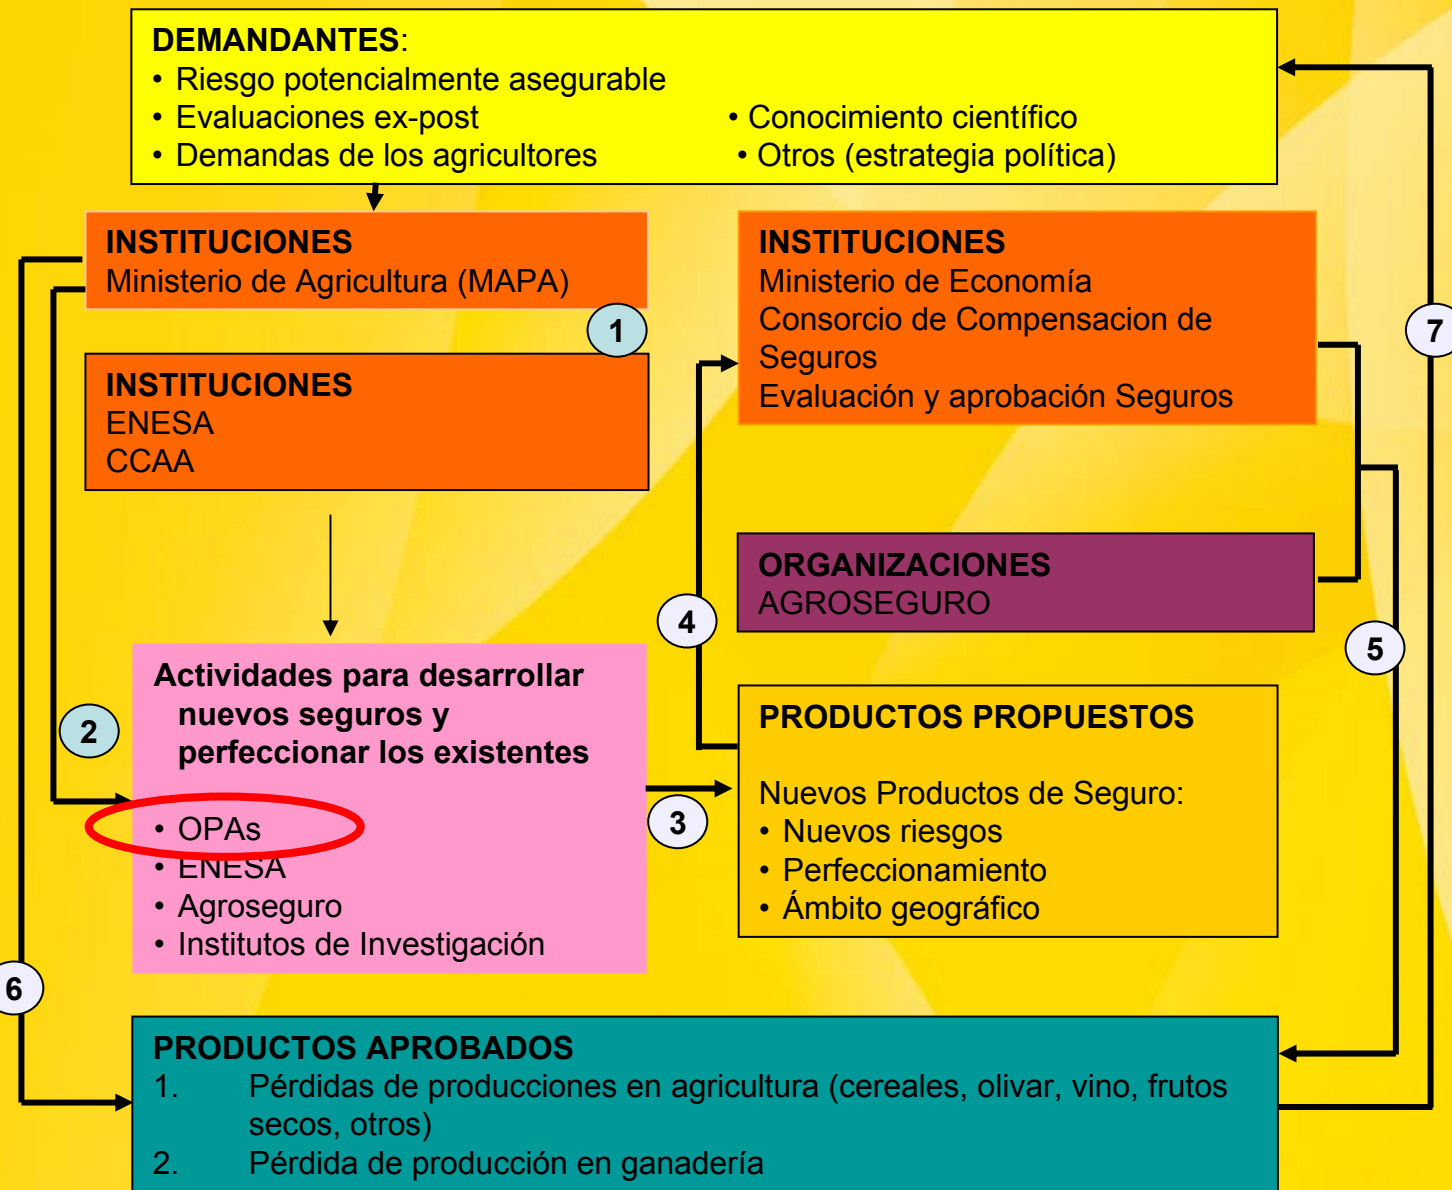 DEMANDANTES:
• Riesgo potencialmente asegurable
• Evaluaciones ex-post • Conocimiento científico
• Demandas de los agricultores • Otros (estrategia política)
INSTITUCIONES
Ministerio de Agricultura (MAPA)
1
INSTITUCIONES
ENESA
CCAA
INSTITUCIONES
Ministerio de Economía
Consorcio de Compensacion de
Seguros
Evaluación y aprobación Seguros
7
ORGANIZACIONES
AGROSEGURO
4
5
Actividades para desarrollar
nuevos seguros y
perfeccionar los existentes
• OPAs
• ENESA
• Agroseguro
• Institutos de Investigación
2
3
PRODUCTOS PROPUESTOS
Nuevos Productos de Seguro:
• Nuevos riesgos
• Perfeccionamiento
• Ámbito geográfico
6
PRODUCTOS APROBADOS
1. Pérdidas de producciones en agricultura (cereales, olivar, vino, frutos
secos, otros)
2. Pérdida de producción en ganadería